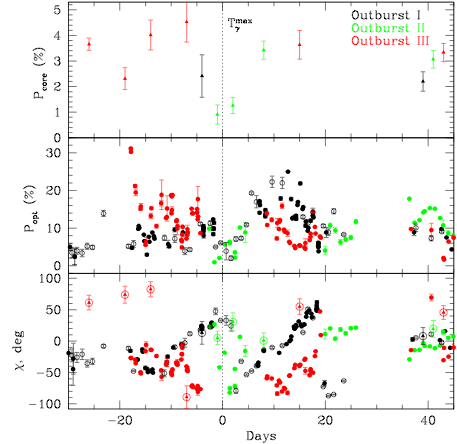 T_γ^max
Outburst I
Outburst II
Outburst III
P_core (%)
5
4
3
2
1
0
P_opt (%)
30
20
10
0
χ, deg
100
50
0
−50
−100
−20
0
20
40
Days